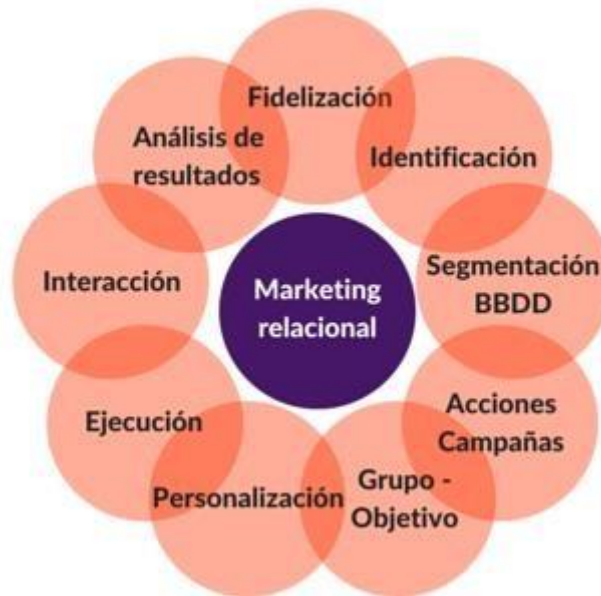 Fidelización
Identificación
Segmentación
BBDD
Acciones
Campañas
Grupo -
Objetivo
Personalización
Ejecución
Interacción
Análisis de
resultados
Marketing
relacional